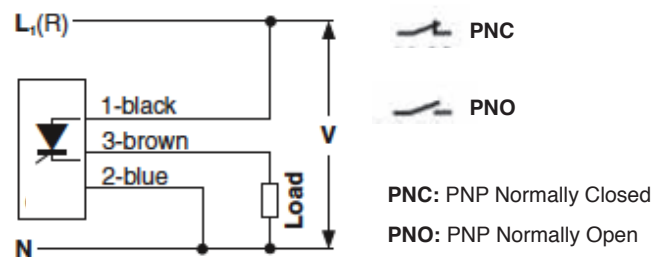 L₁(R)
PNC
1-black
PNO
3-brown
V
2-blue
Load
PNC: PNP Normally Closed
PNO: PNP Normally Open
N